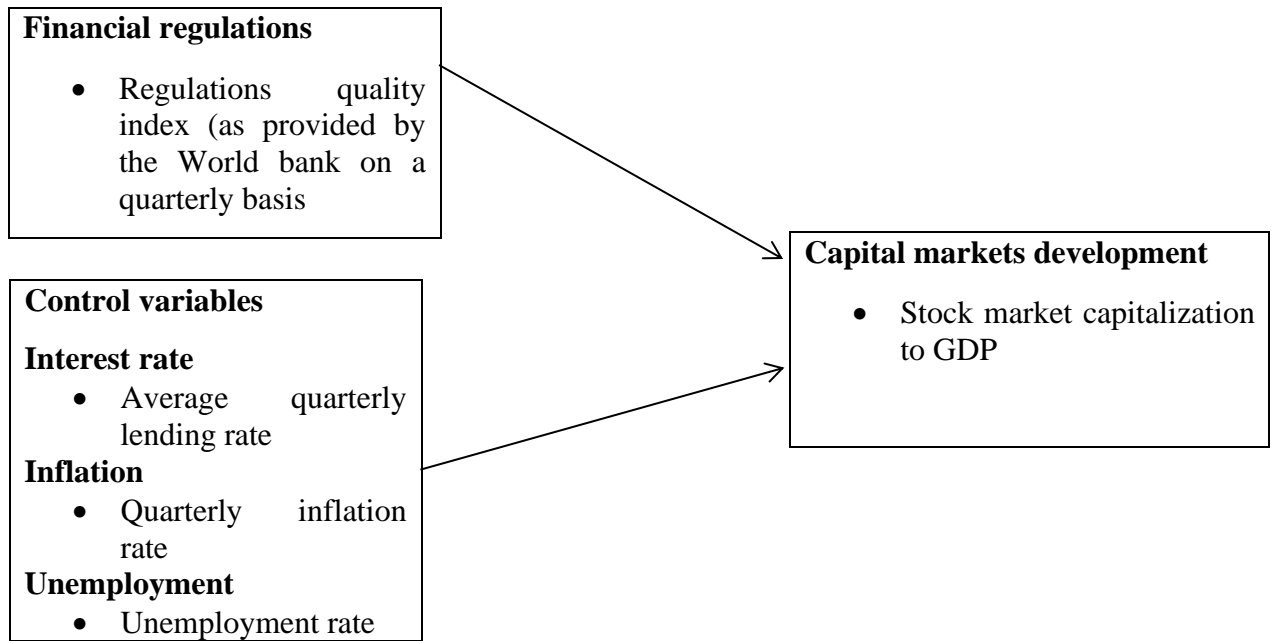 Financial regulations
• Regulations quality
index (as provided by
the World bank on a
quarterly basis
Control variables
Interest rate
• Average quarterly
lending rate
Inflation
• Quarterly inflation
rate
Unemployment
• Unemployment rate
Capital markets development
• Stock market capitalization
to GDP